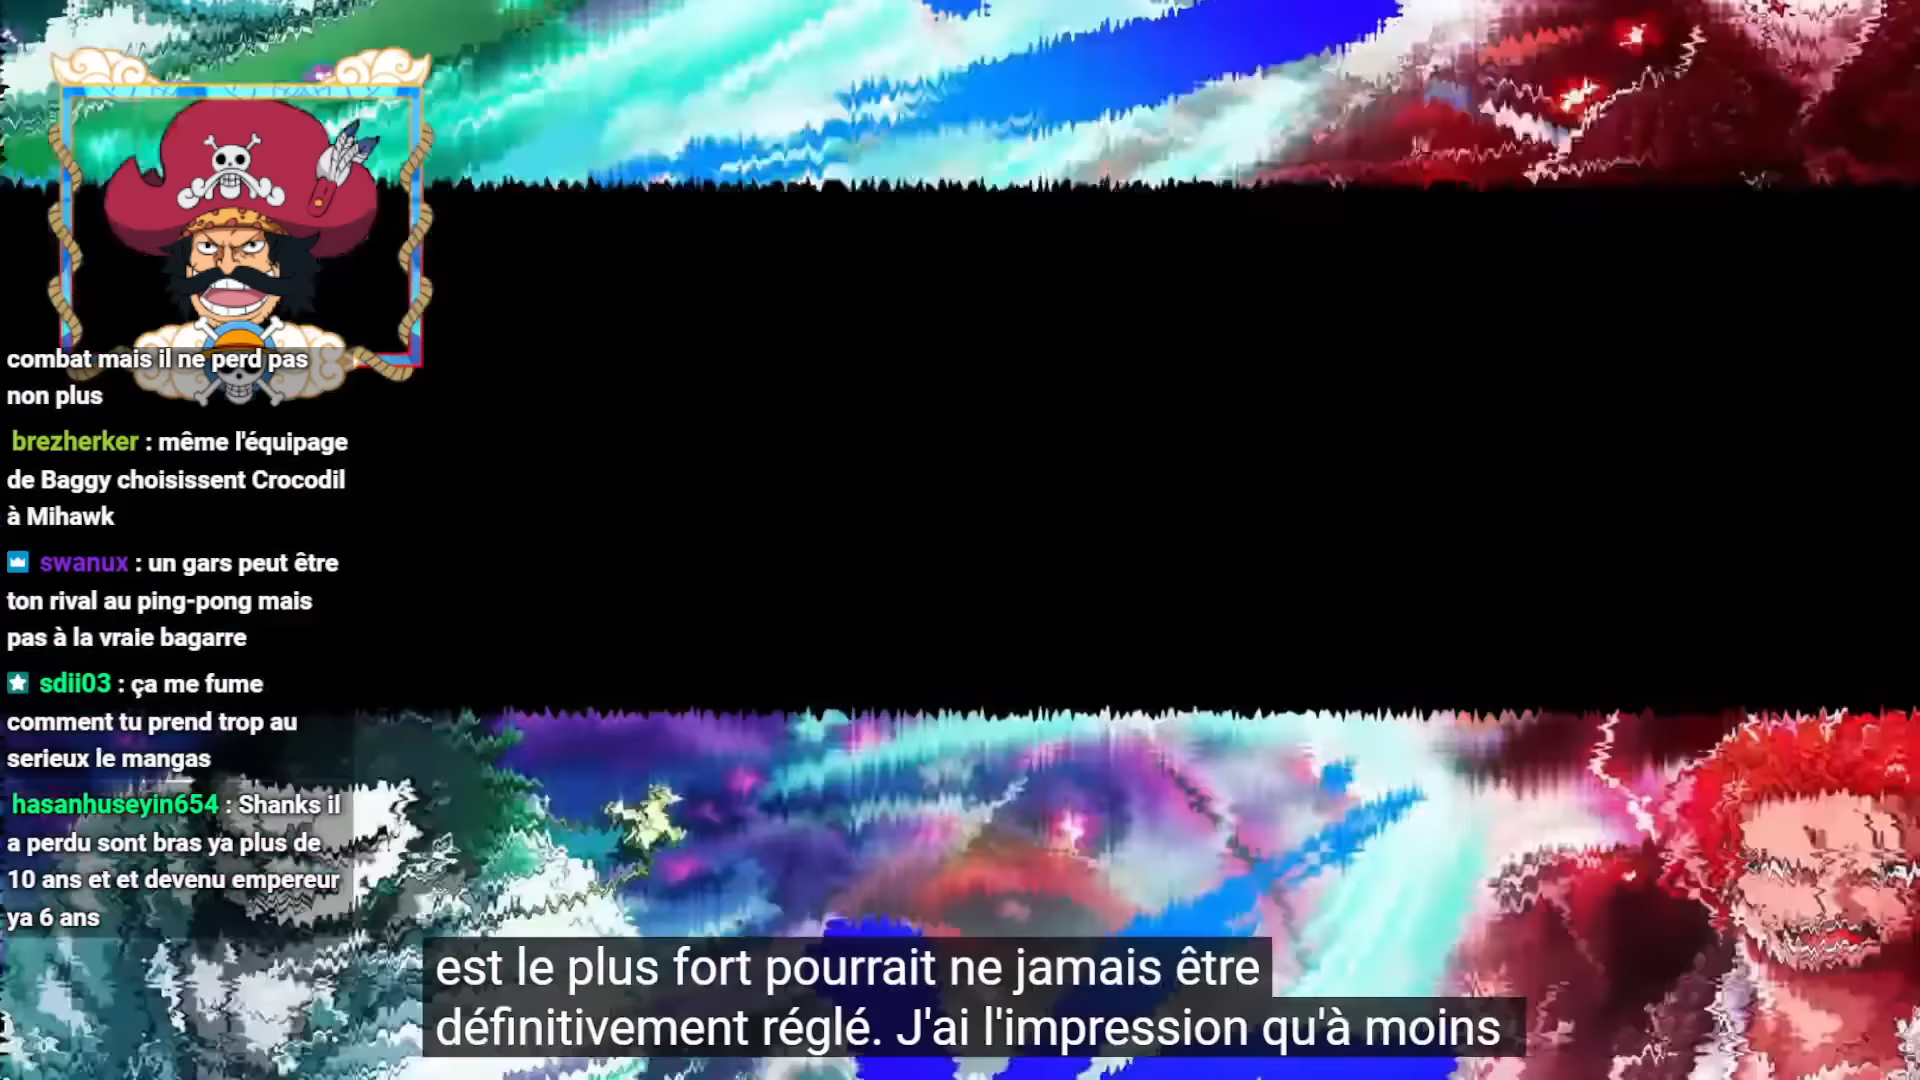 combat mais il ne perd pas
non plus
brezherker : même l'équipage
de Baggy choisissent Crocodil
à Mihawk
swanux : un gars peut être
ton rival au ping-pong mais
pas à la vraie bagarre
sdii03 : ça me fume
comment tu prend trop au
serieux le mangas
hasanhuseyin654 : Shanks il
a perdu sont bras ya plus de
10 ans et et devenu empereur
ya 6 ans
est le plus fort pourrait ne jamais être
définitivement réglé. J'ai l'impression qu'à moins